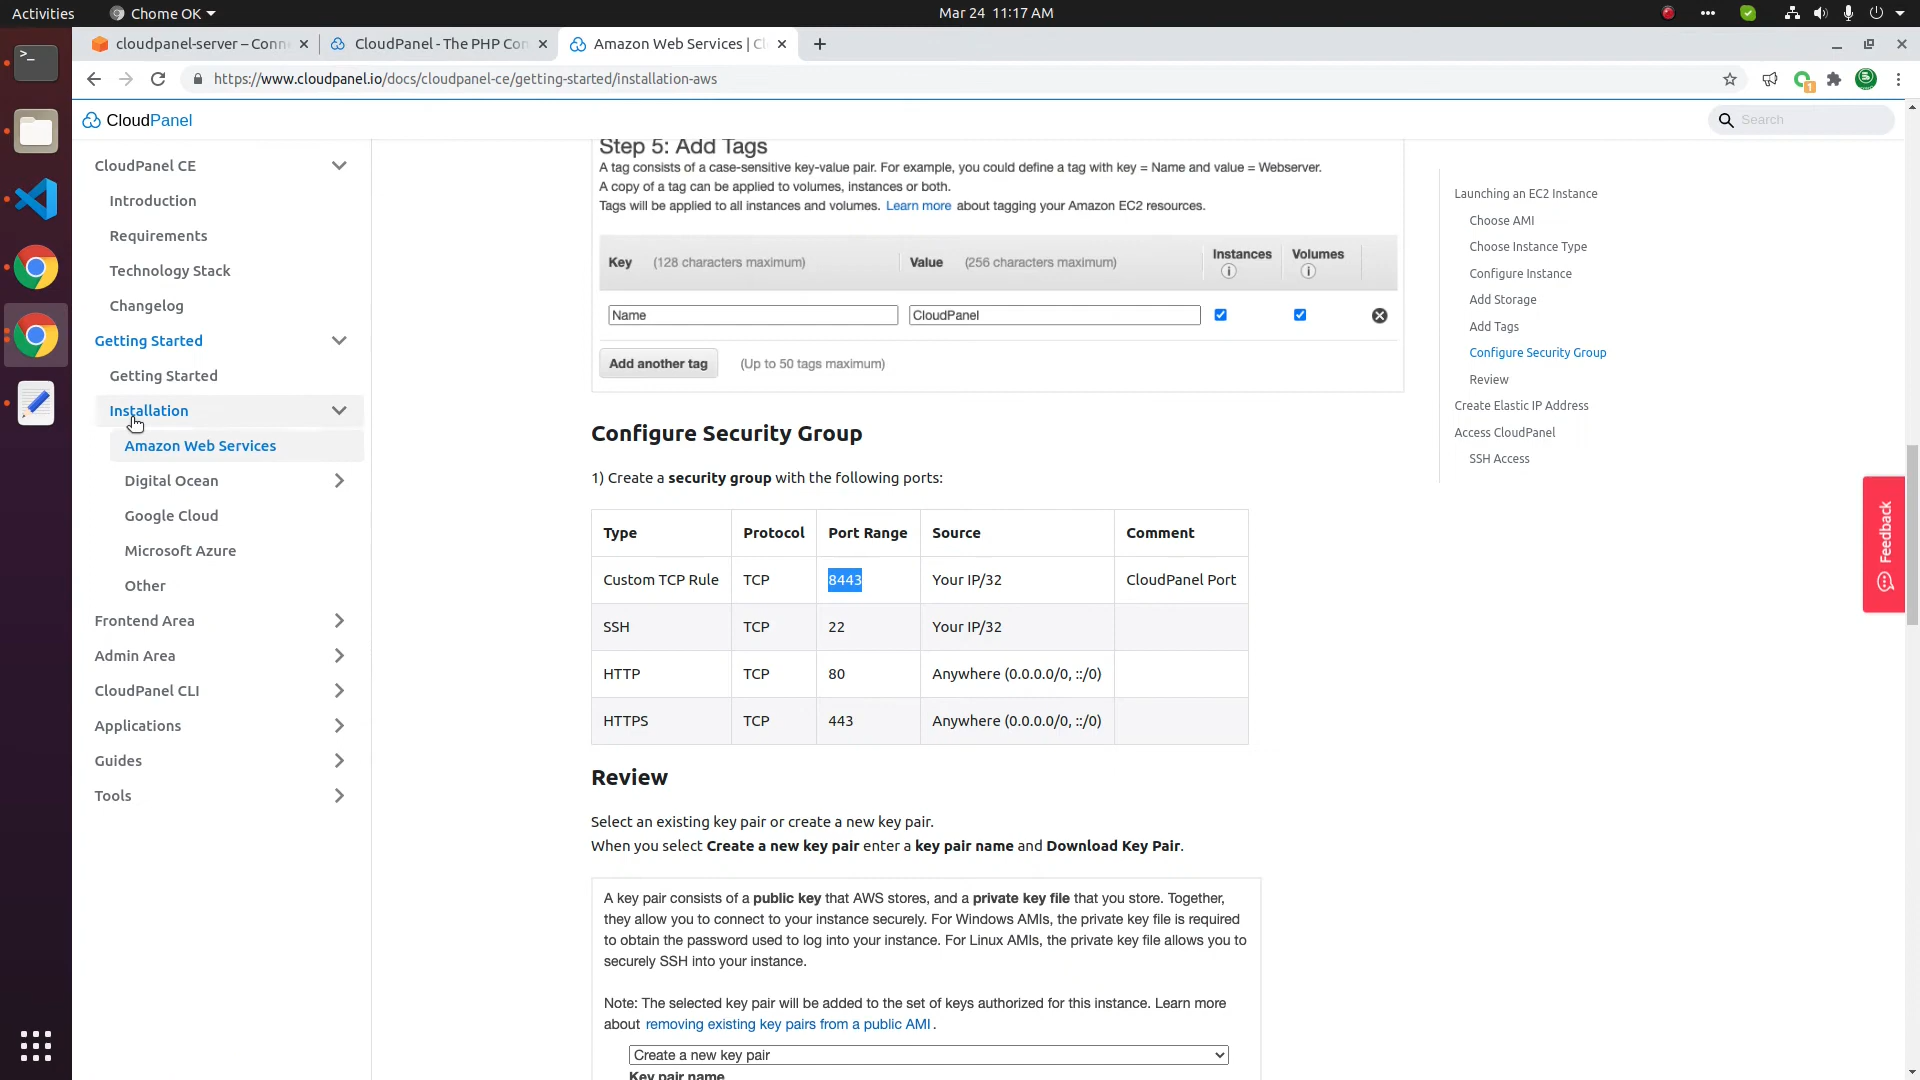 Activities
Chome OK
Mar 24 11:17 AM
cloudpanel-server – Conn
CloudPanel - The PHP Con
Amazon Web Services | Cl
https://www.cloudpanel.io/docs/cloudpanel-ce/getting-started/installation-aws
1
CloudPanel
Search
CloudPanel CE
Introduction
Requirements
Technology Stack
Changelog
Getting Started
Getting Started
Installation
Amazon Web Services
Digital Ocean
Google Cloud
Microsoft Azure
Other
Frontend Area
Admin Area
CloudPanel CLI
Applications
Guides
Tools
Step 5: Add Tags
A tag consists of a case-sensitive key-value pair. For example, you could define a tag with key = Name and value = Webserver.
A copy of a tag can be applied to volumes, instances or both.
Tags will be applied to all instances and volumes. Learn more about tagging your Amazon EC2 resources.
Key (128 characters maximum) Value (256 characters maximum) Instances Volumes
Name CloudPanel
Add another tag (Up to 50 tags maximum)
Configure Security Group
1) Create a security group with the following ports:
Type Protocol Port Range Source Comment
Custom TCP Rule TCP 8443 Your IP/32 CloudPanel Port
SSH TCP 22 Your IP/32
HTTP TCP 80 Anywhere (0.0.0.0/0, ::/0)
HTTPS TCP 443 Anywhere (0.0.0.0/0, ::/0)
Review
Select an existing key pair or create a new key pair.
When you select Create a new key pair enter a key pair name and Download Key Pair.
A key pair consists of a public key that AWS stores, and a private key file that you store. Together,
they allow you to connect to your instance securely. For Windows AMIs, the private key file is required
to obtain the password used to log into your instance. For Linux AMIs, the private key file allows you to
securely SSH into your instance.
Note: The selected key pair will be added to the set of keys authorized for this instance. Learn more
about removing existing key pairs from a public AMI .
Create a new key pair
Key pair name
Launching an EC2 Instance
Choose AMI
Choose Instance Type
Configure Instance
Add Storage
Add Tags
Configure Security Group
Review
Create Elastic IP Address
Access CloudPanel
SSH Access
Feedback